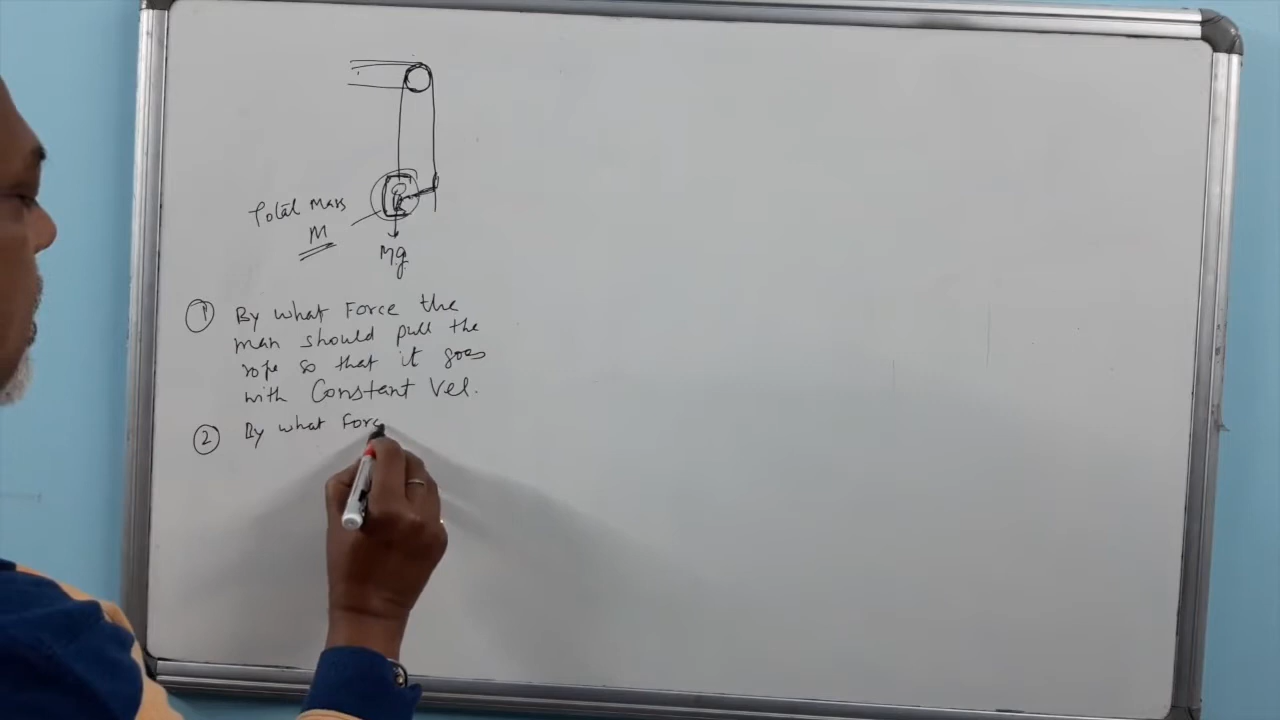 Total Mass
M
Mg
① By what Force the
man should pull the
rope so that it goes
with Constant Vel.
② By what Forc